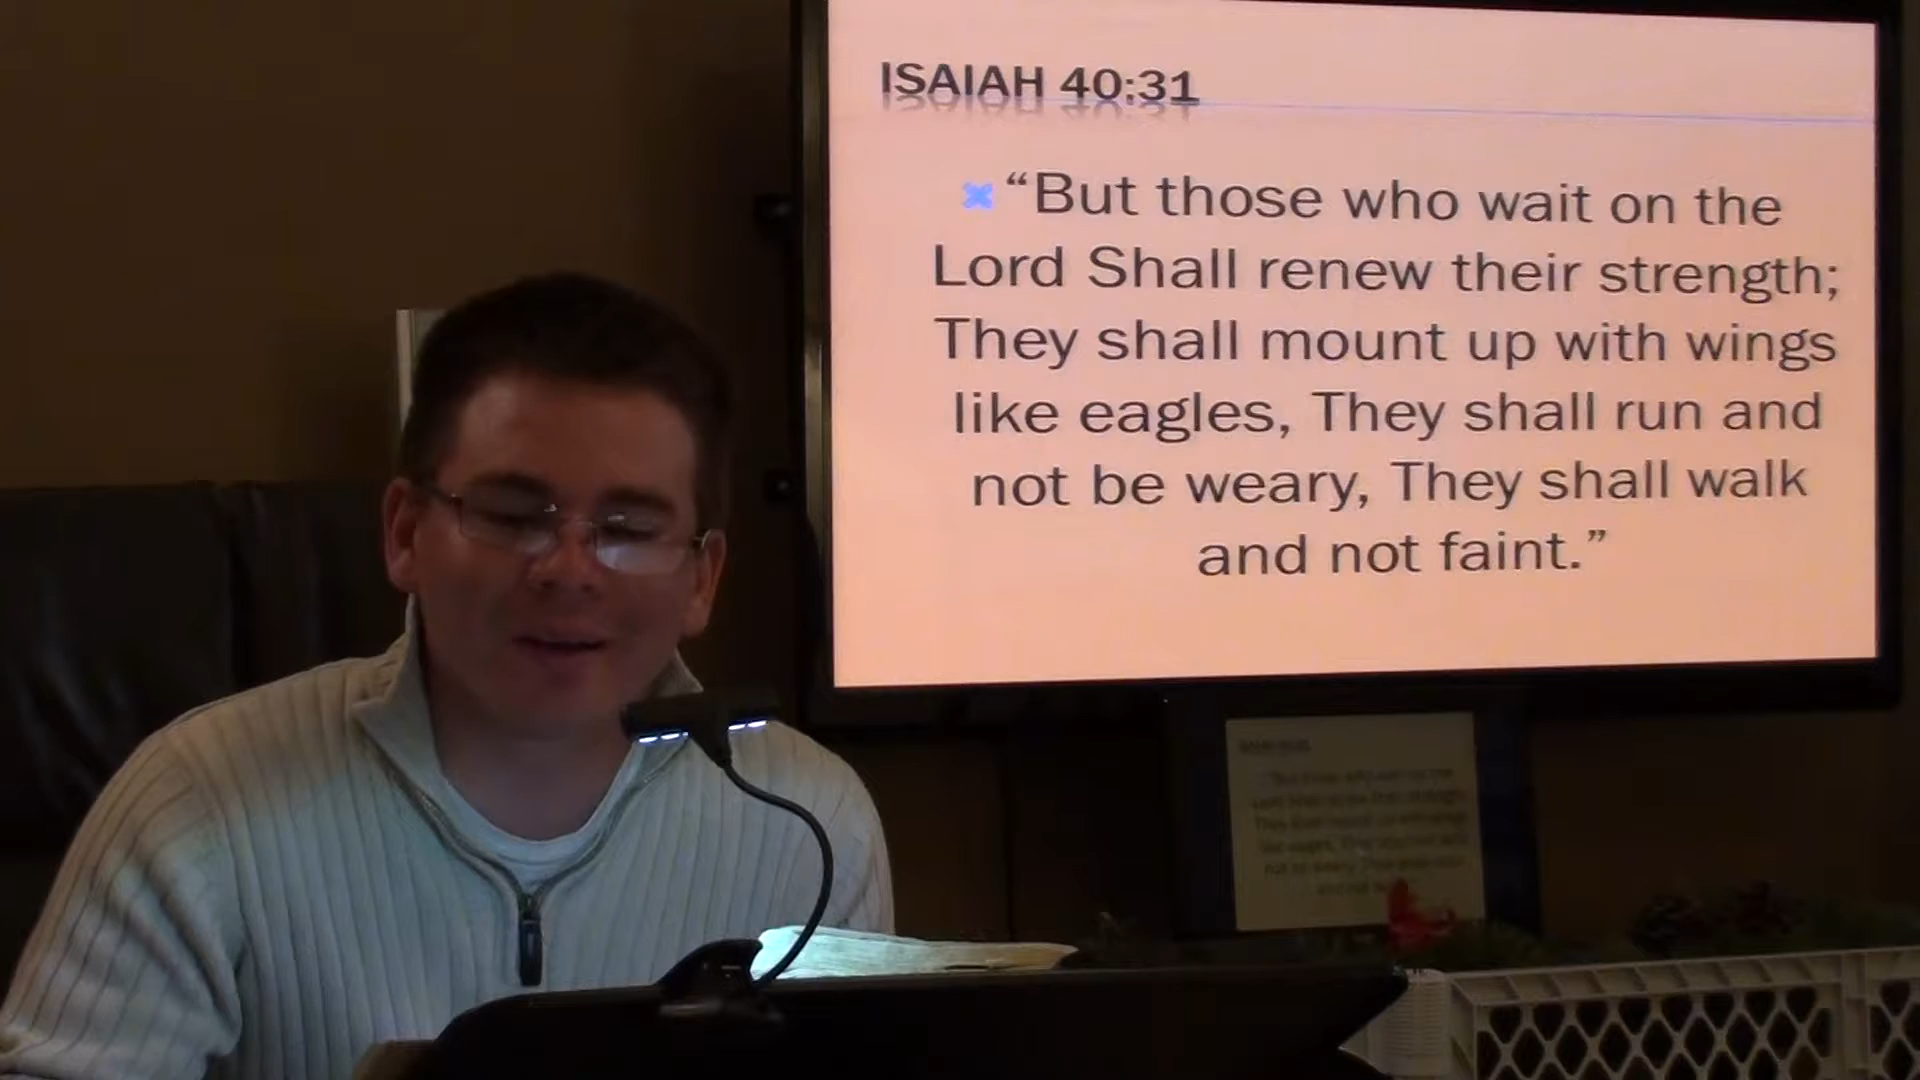 ISAIAH 40:31
“But those who wait on the
Lord Shall renew their strength;
They shall mount up with wings
like eagles, They shall run and
not be weary, They shall walk
and not faint.”